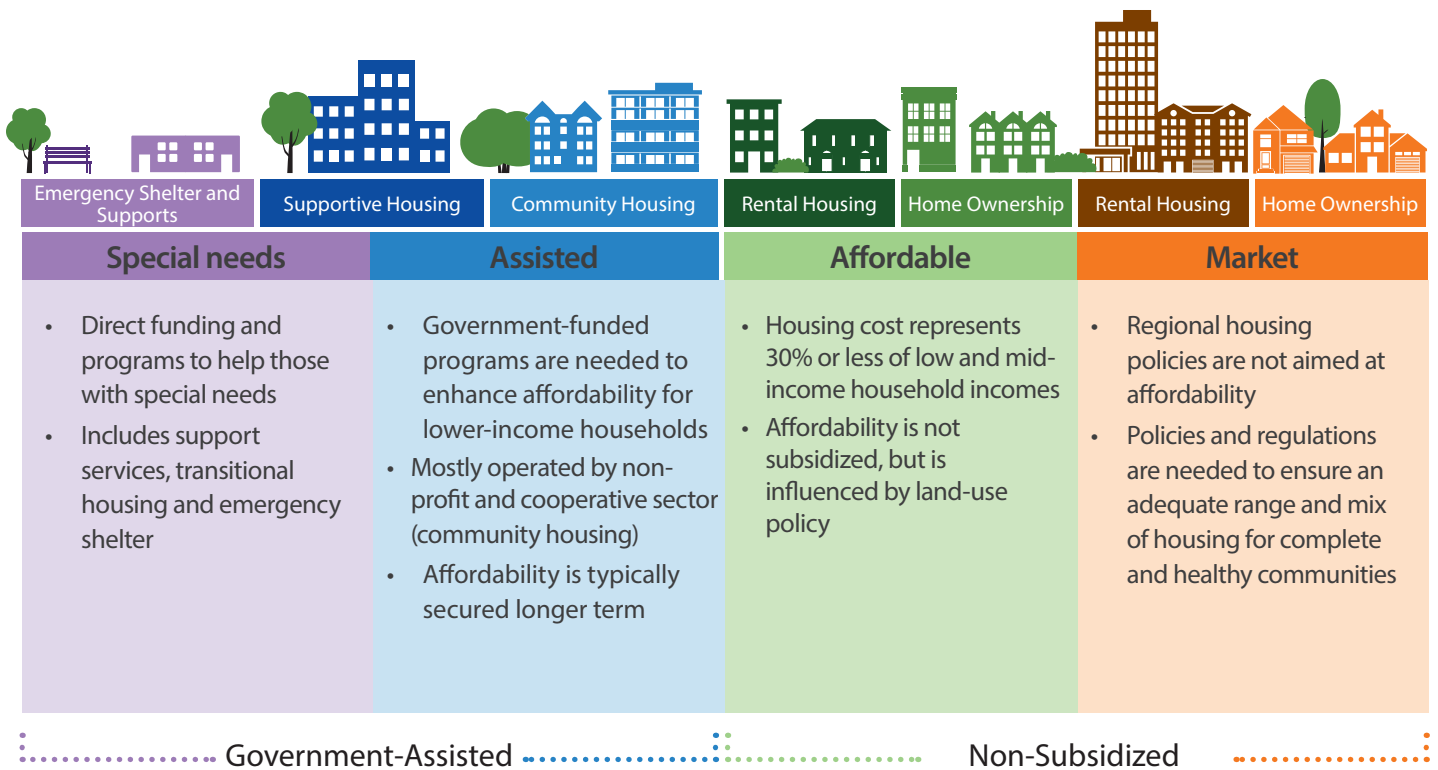 Emergency Shelter and
Supports
Supportive Housing
Community Housing
Rental Housing
Home Ownership
Rental Housing
Home Ownership
Special needs
• Direct funding and
programs to help those
with special needs
• Includes support
services, transitional
housing and emergency
shelter
Assisted
• Government-funded
programs are needed to
enhance affordability for
lower-income households
• Mostly operated by non-
profit and cooperative sector
(community housing)
• Affordability is typically
secured longer term
Affordable
• Housing cost represents
30% or less of low and mid-
income household incomes
• Affordability is not
subsidized, but is
influenced by land-use
policy
Market
• Regional housing
policies are not aimed at
affordability
• Policies and regulations
are needed to ensure an
adequate range and mix
of housing for complete
and healthy communities
Government-Assisted
Non-Subsidized